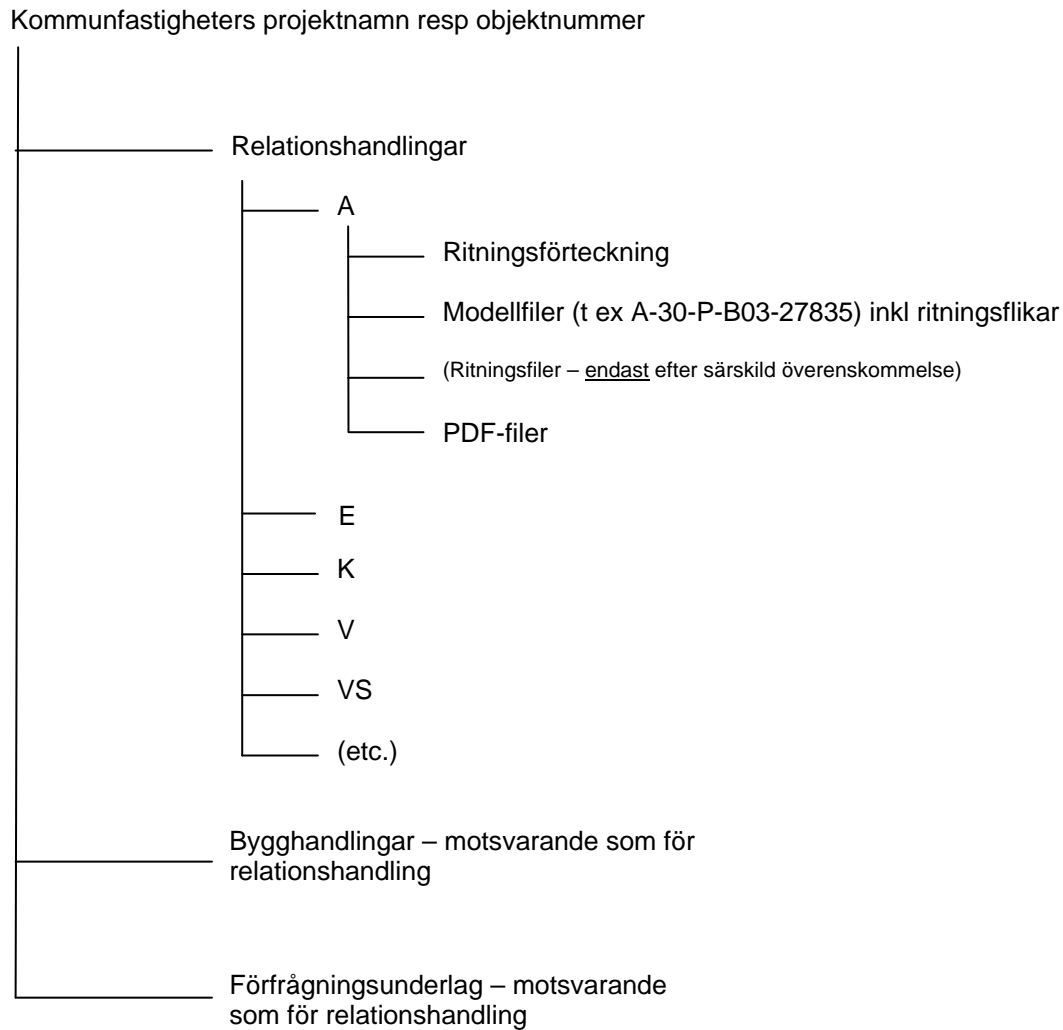 Kommunfastigheters projektnamn resp objektnummer
Relationshandlingar
A
Ritningsförteckning
Modellfiler (t ex A-30-P-B03-27835) inkl ritningsflikar
(Ritningsfiler – endast efter särskild överenskommelse)
PDF-filer
E
K
V
VS
(etc.)
Bygghandlingar – motsvarande som för
relationshandling
Förfrågningsunderlag – motsvarande
som för relationshandling